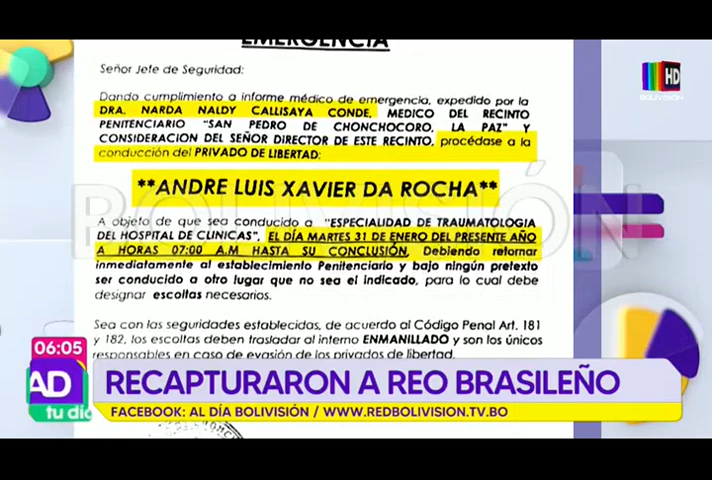 EMERGENCIA
Señor Jefe de Seguridad:
Dando cumplimiento a informe médico de emergencia, expedido por la
DRA. NARDA NALDY CALLISAYA CONDE, MEDICO DEL RECINTO
PENITENCIARIO "SAN PEDRO DE CHONCHOCORO, LA PAZ" Y
CONSIDERACION DEL SEÑOR DIRECTOR DE ESTE RECINTO, procédase a la
conducción del PRIVADO DE LIBERTAD:
**ANDRE LUIS XAVIER DA ROCHA**
A objeto de que sea conducido a "ESPECIALIDAD DE TRAUMATOLOGIA
DEL HOSPITAL DE CLINICAS", EL DÍA MARTES 31 DE ENERO DEL PRESENTE AÑO
A HORAS 07:00 A.M HASTA SU CONCLUSIÓN, Debiendo retornar
inmediatamente al establecimiento Penitenciario y bajo ningún pretexto
ser conducido a otro lugar que no sea el indicado, para lo cual debe
designar escoltas necesarios.
Sea con las seguridades establecidas, de acuerdo al Código Penal Art. 181
y 182, los escoltas deben trasladar al interno ENMANILLADO y son los únicos
responsables en caso de evasión de los privados de libertad.
BOLIVISIÓN
HD
BOLIVISIÓN
06:05
AD
tu día
RECAPTURARON A REO BRASILEÑO
FACEBOOK: AL DÍA BOLIVISIÓN / WWW.REDBOLIVISION.TV.BO